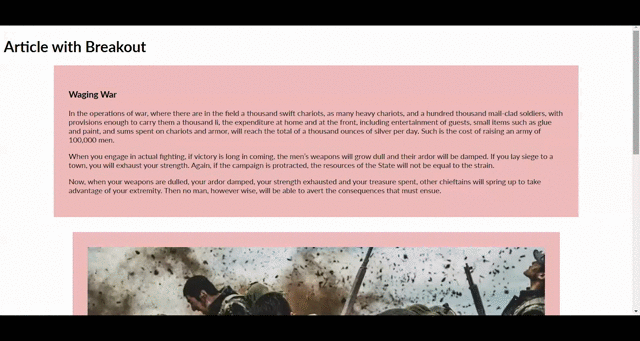 Article with Breakout
Waging War
In the operations of war, where there are in the field a thousand swift chariots, as many heavy chariots, and a hundred thousand mail-clad soldiers, with
provisions enough to carry them a thousand li, the expenditure at home and at the front, including entertainment of guests, small items such as glue
and paint, and sums spent on chariots and armor, will reach the total of a thousand ounces of silver per day. Such is the cost of raising an army of
100,000 men.
When you engage in actual fighting, if victory is long in coming, the men's weapons will grow dull and their ardor will be damped. If you lay siege to a
town, you will exhaust your strength. Again, if the campaign is protracted, the resources of the State will not be equal to the strain.
Now, when your weapons are dulled, your ardor damped, your strength exhausted and your treasure spent, other chieftains will spring up to take
advantage of your extremity. Then no man, however wise, will be able to avert the consequences that must ensue.